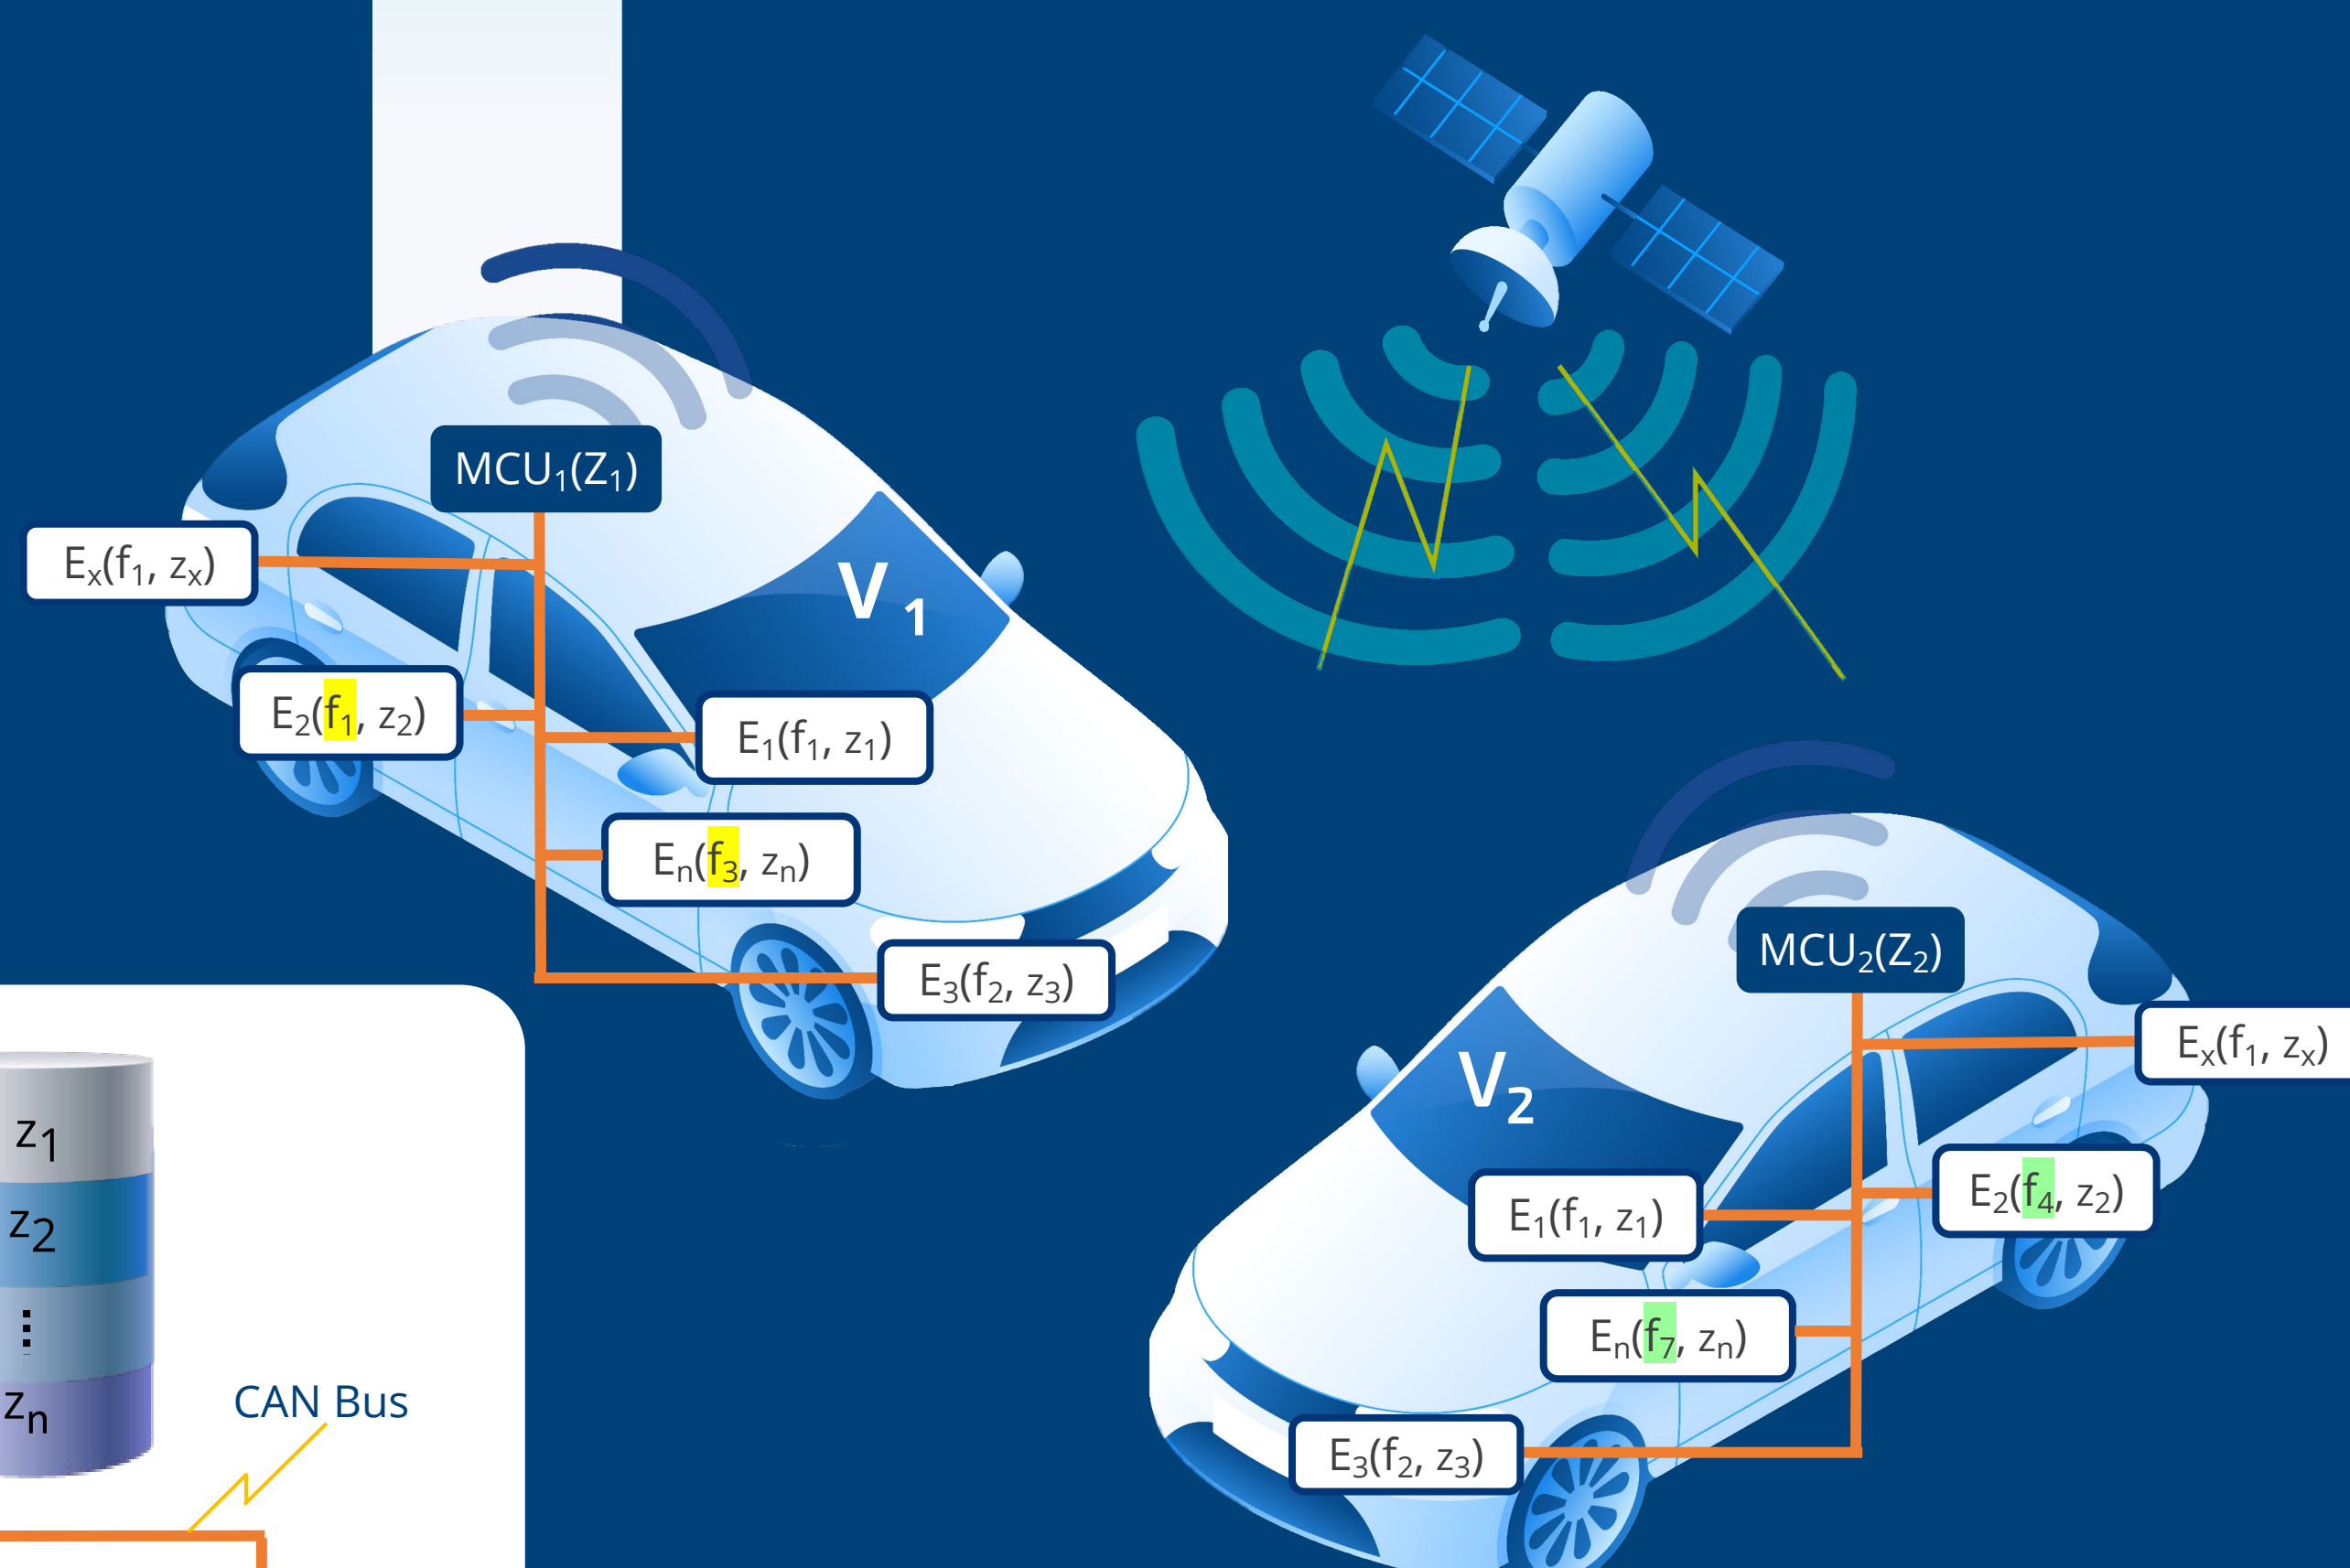 MCU₁(Z₁)
Eₓ(f₁, zₓ)
V ₁
E₂(f₁, z₂)
E₁(f₁, z₁)
Eₙ(f₃, zₙ)
E₃(f₂, z₃)
MCU₂(Z₂)
Eₓ(f₁, zₓ)
V₂
E₂(f₄, z₂)
E₁(f₁, z₁)
Eₙ(f₇, zₙ)
E₃(f₂, z₃)
z₁
z₂
⋮
zₙ
CAN Bus